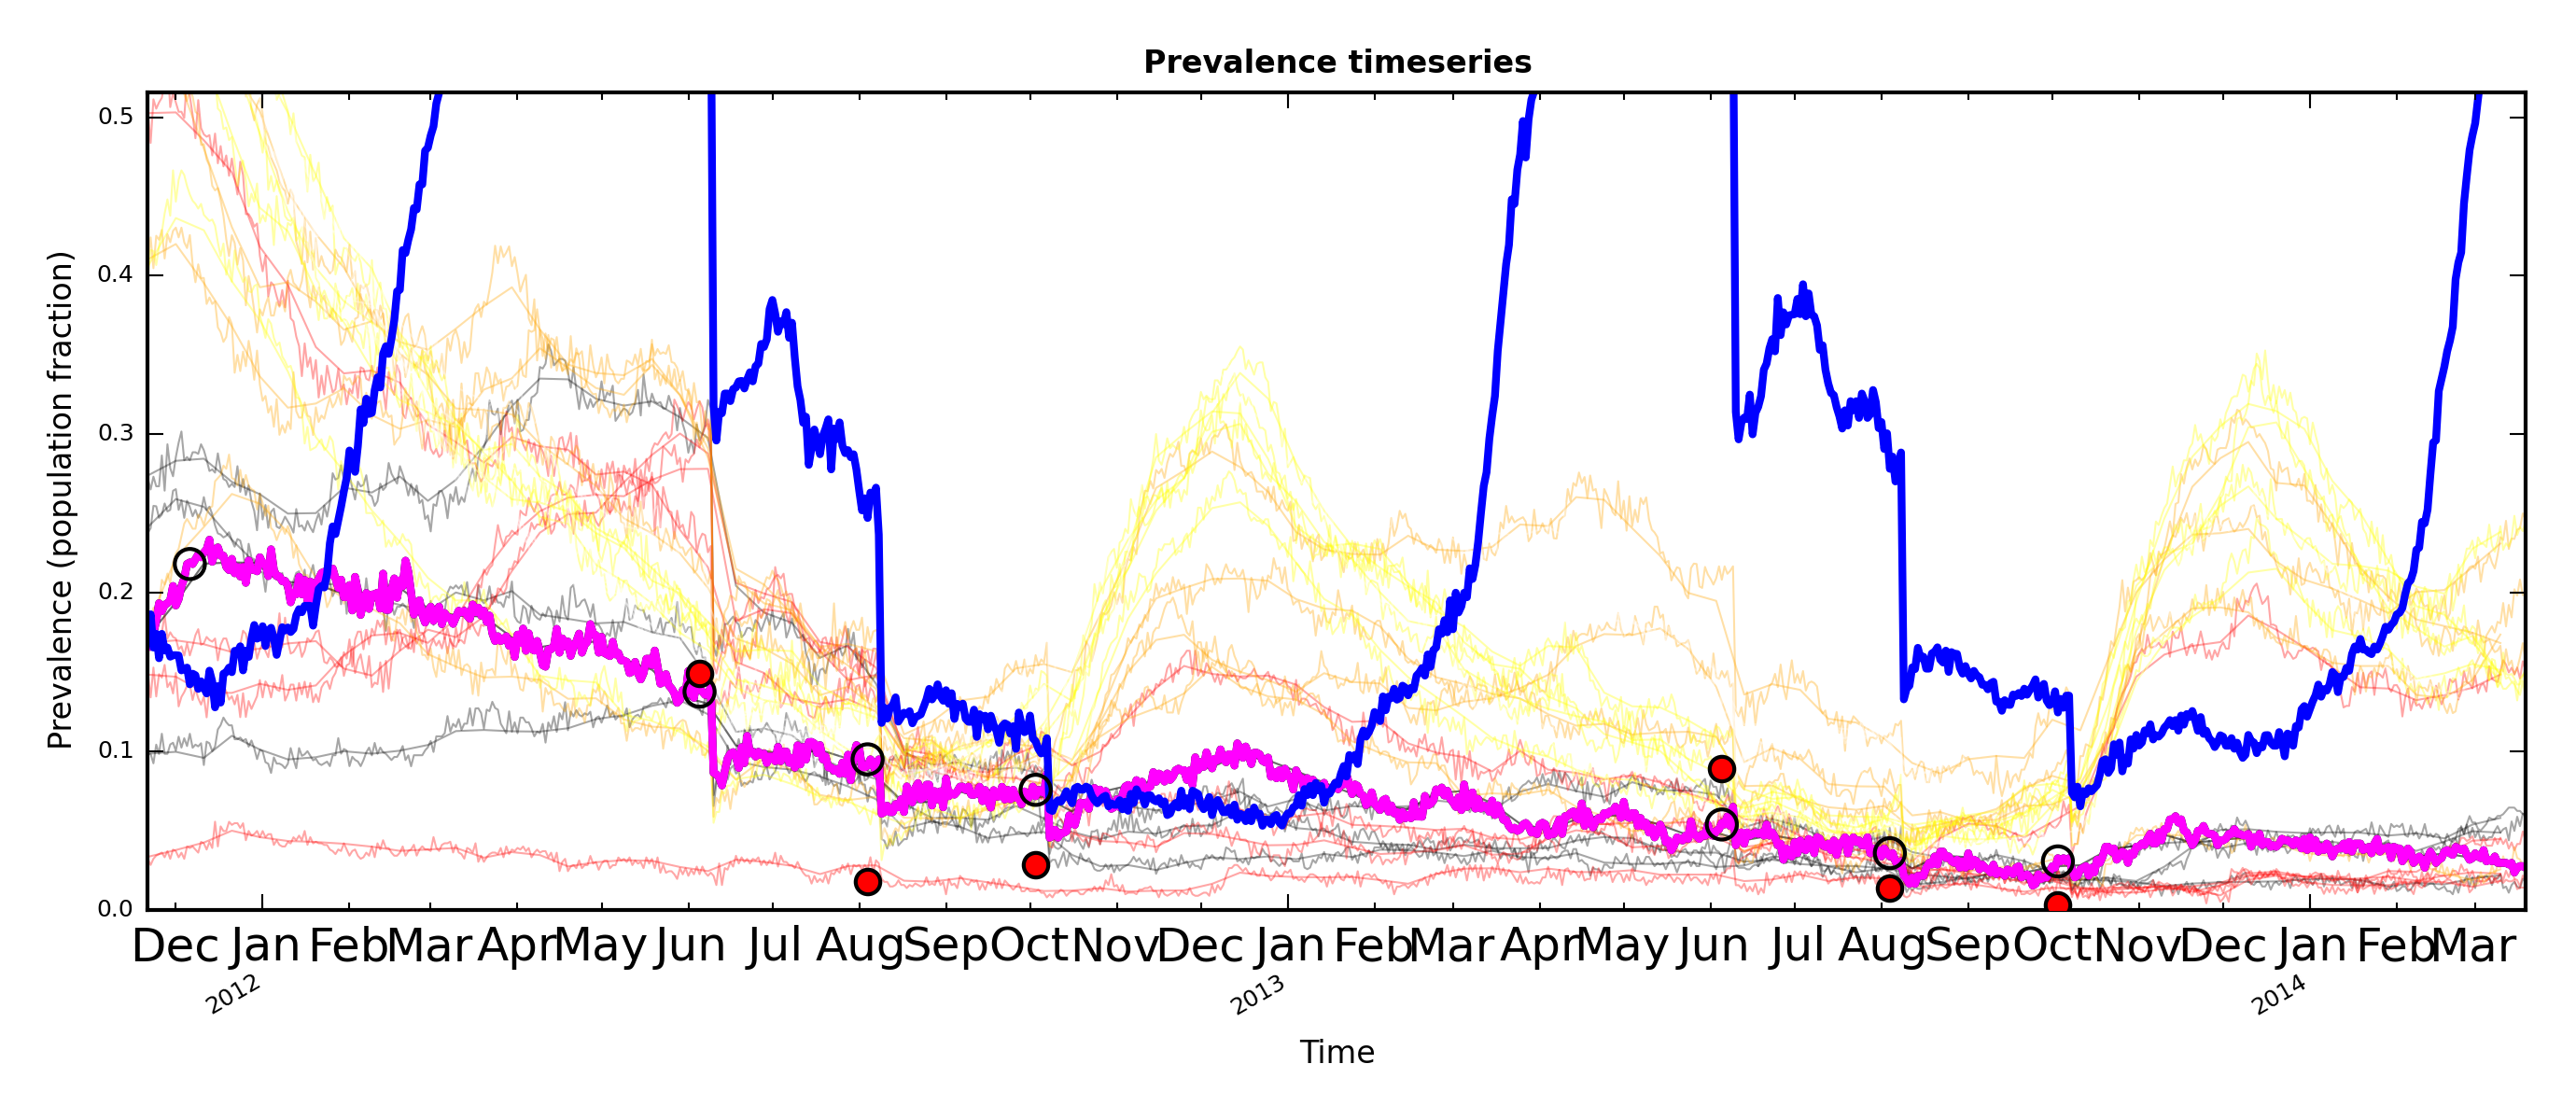 Prevalence timeseries
Prevalence (population fraction)
0.5
0.4
0.3
0.2
0.1
0.0
Dec Jan Feb Mar Apr May Jun Jul Aug Sep Oct Nov Dec Jan Feb Mar Apr May Jun Jul Aug Sep Oct Nov Dec Jan Feb Mar
2012 2013 2014
Time